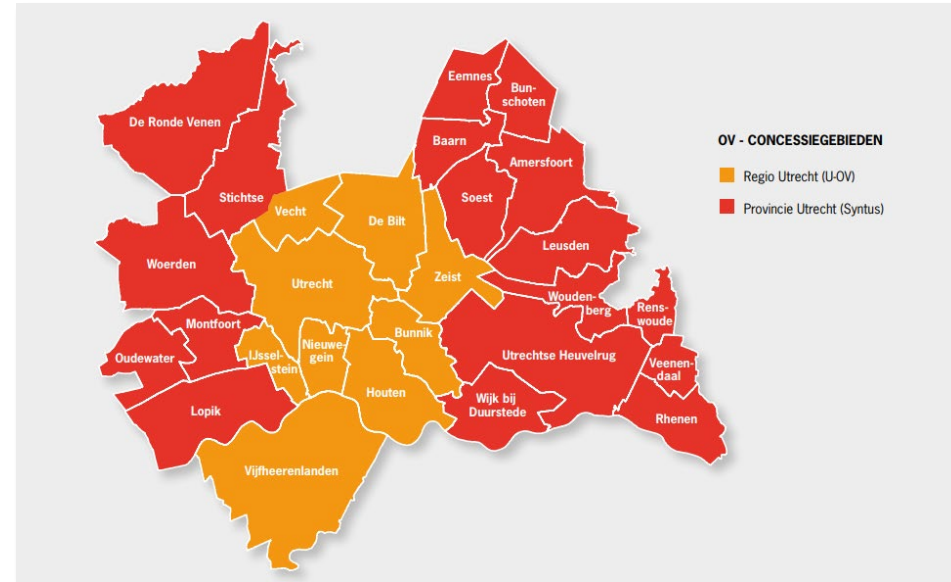 Eemnes
Bun-
schoten
De Ronde Venen
Baarn
Amersfoort
Stichtse
Vecht
De Bilt
Soest
Leusden
Woerden
Utrecht
Zeist
Wouden-
berg
Rens-
woude
Montfoort
Oudewater
IJssel-
stein
Nieuwe-
gein
Bunnik
Utrechtse Heuvelrug
Veenen-
daal
Houten
Wijk bij
Duurstede
Lopik
Rhenen
Vijfheerenlanden
OV - CONCESSIEGEBIEDEN
Regio Utrecht (U-OV)
Provincie Utrecht (Syntus)